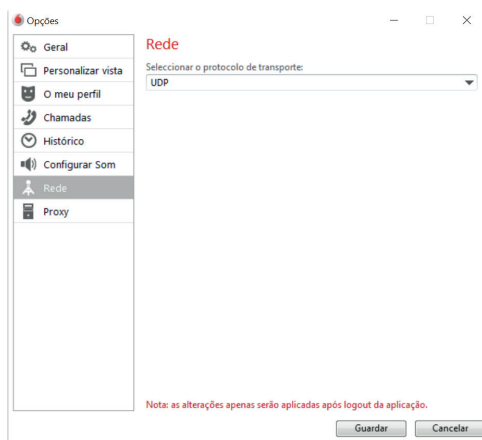 Opções
Geral
Personalizar vista
O meu perfil
Chamadas
Histórico
Configurar Som
Rede
Proxy
Rede
Seleccionar o protocolo de transporte:
UDP
Nota: as alterações apenas serão aplicadas após logout da aplicação.
Guardar
Cancelar